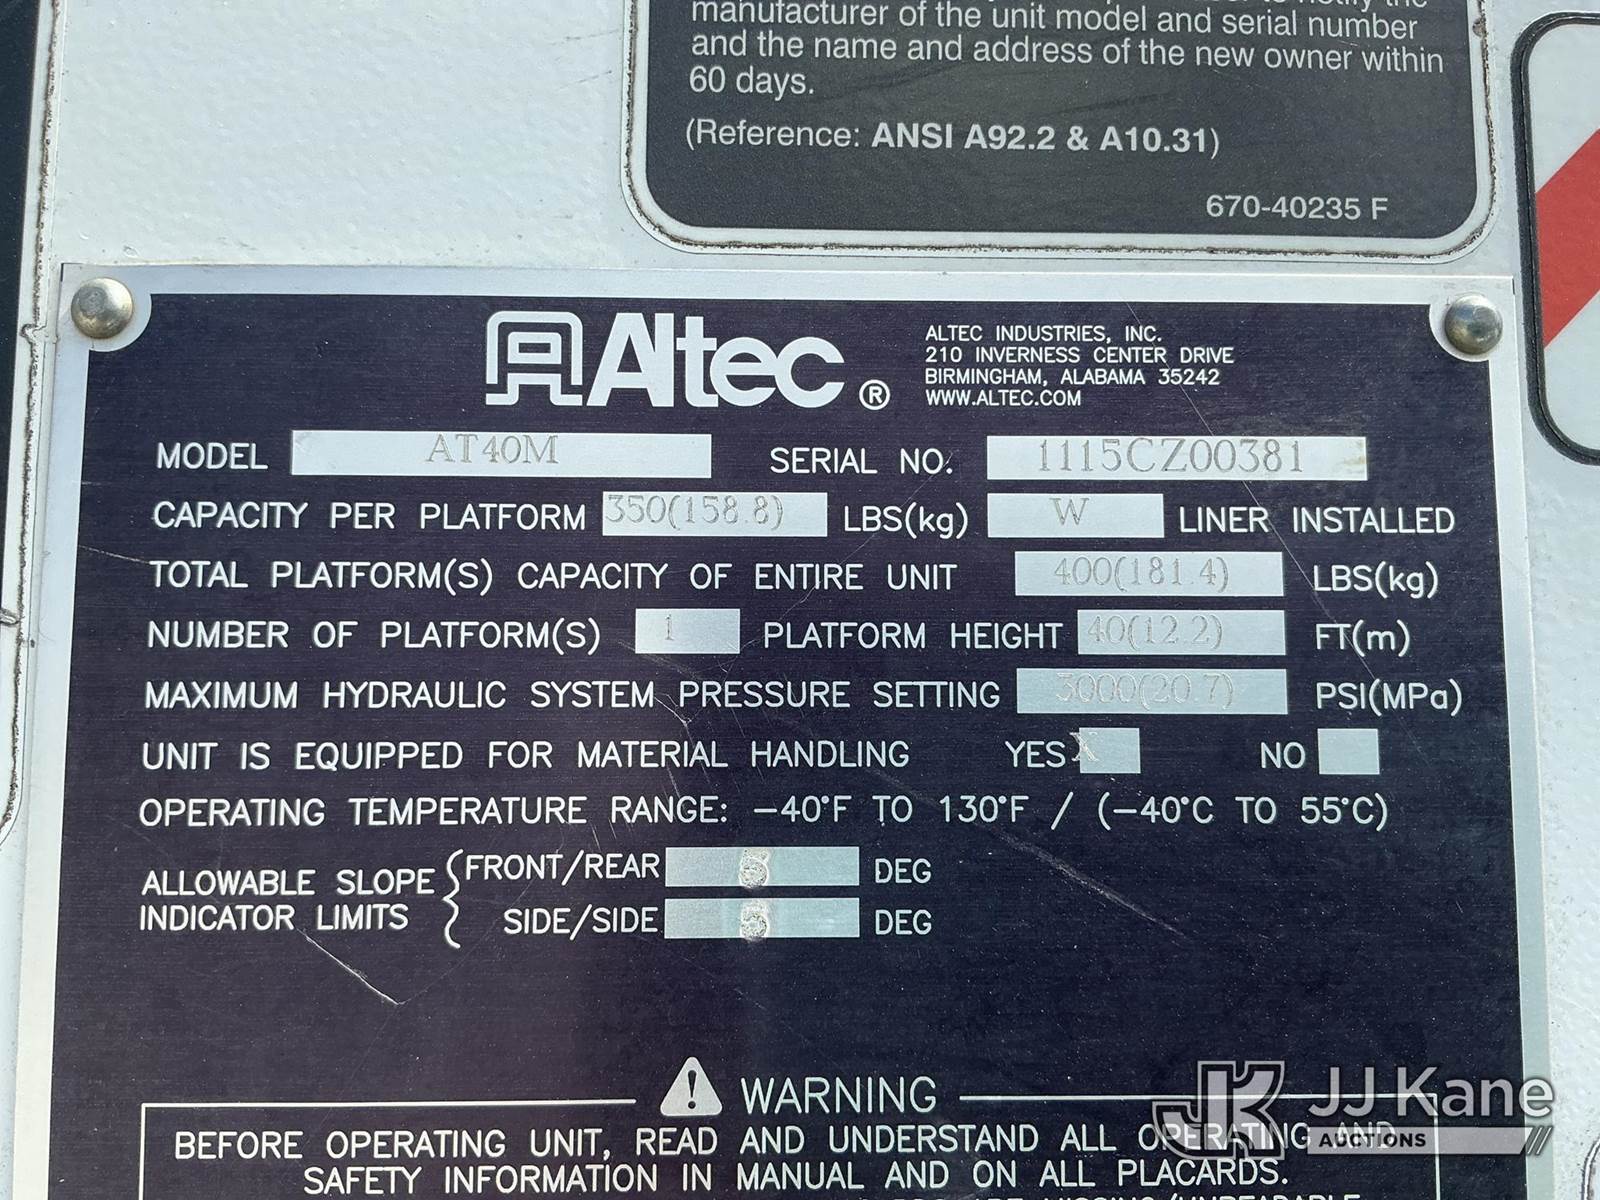 manufacturer of the unit model and serial number
and the name and address of the new owner within
60 days.
(Reference: ANSI A92.2 & A10.31)
670-40235 F
Altec®
ALTEC INDUSTRIES, INC.
210 INVERNESS CENTER DRIVE
BIRMINGHAM, ALABAMA 35242
WWW.ALTEC.COM
MODEL AT40M SERIAL NO. 1115CZ00381
CAPACITY PER PLATFORM 350(158.8) LBS(kg) W LINER INSTALLED
TOTAL PLATFORM(S) CAPACITY OF ENTIRE UNIT 400(181.4) LBS(kg)
NUMBER OF PLATFORM(S) 1 PLATFORM HEIGHT 40(12.2) FT(m)
MAXIMUM HYDRAULIC SYSTEM PRESSURE SETTING 3000(20.7) PSI(MPa)
UNIT IS EQUIPPED FOR MATERIAL HANDLING YES X NO
OPERATING TEMPERATURE RANGE: -40°F TO 130°F / (-40°C TO 55°C)
ALLOWABLE SLOPE INDICATOR LIMITS
FRONT/REAR DEG
SIDE/SIDE 5 DEG
WARNING
BEFORE OPERATING UNIT, READ AND UNDERSTAND ALL OPERATING AND
SAFETY INFORMATION IN MANUAL AND ON ALL PLACARDS.
JJ Kane
AUCTIONS